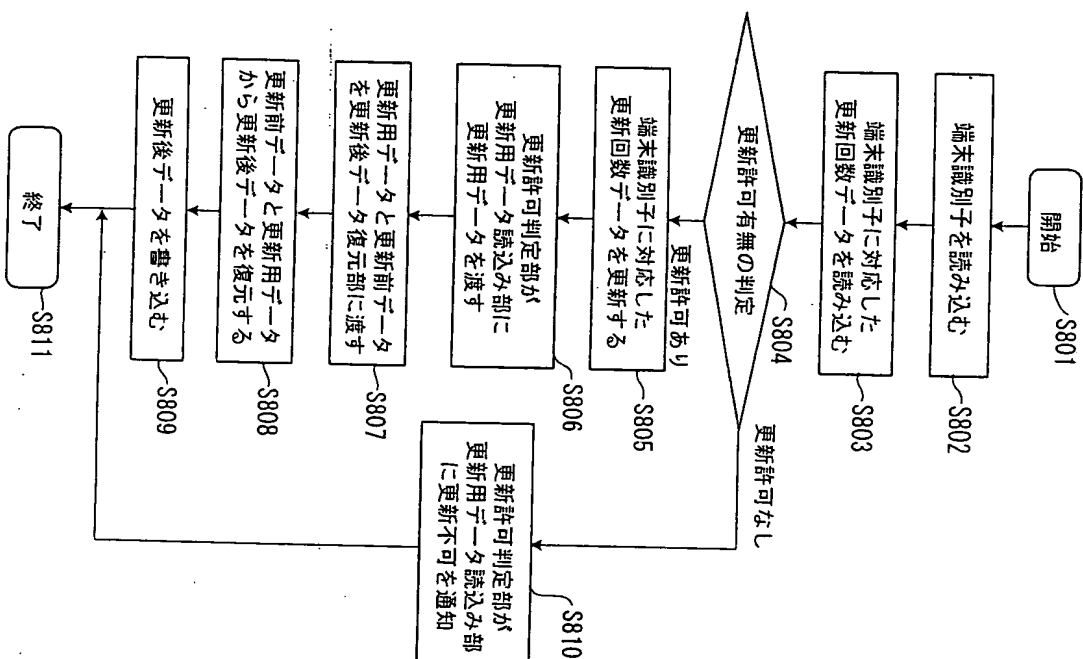 開始
S801
端末識別子を読み込む
S802
端末識別子に対応した
更新回数データを読み込む
S803
更新許可有無の判定
S804
更新許可あり
更新許可なし
端末識別子に対応した
更新回数データを更新する
S805
更新許可判定部が
更新用データ読込み部に
更新用データを渡す
S806
更新用データと更新前データ
を更新後データ復元部に渡す
S807
更新前データと更新用データ
から更新後データを復元する
S808
更新後データを書き込む
S809
更新許可判定部が
更新用データ読込み部
に更新不可を通知
S810
終了
S811